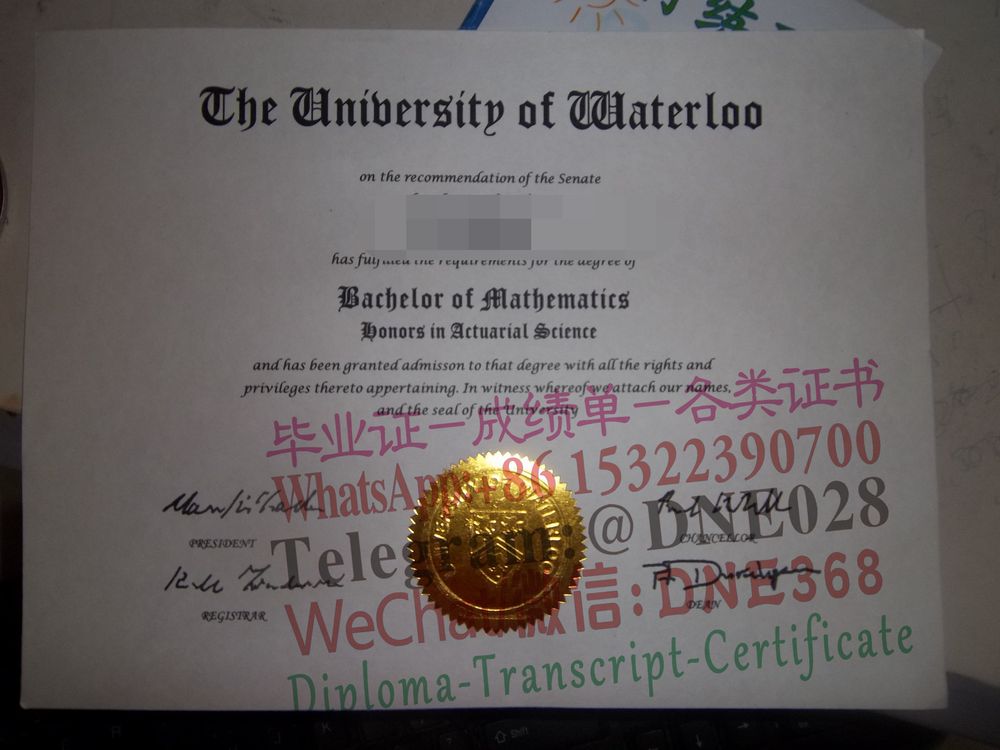 The University of Waterloo
on the recommendation of the Senate
has fulfilled the requirements for the degree of
Bachelor of Mathematics
Honors in Actuarial Science
and has been granted admisson to that degree with all the rights and
privileges thereto appertaining. In witness whereof we attach our names,
and the seal of the University
毕业证－成绩单－各类证书
WhatsApp:+86 15322390700
Telegram:@DNE028
WeChat微信:DNE368
Diploma-Transcript-Certificate
PRESIDENT
CHANCELLOR
REGISTRAR
DEAN
shift